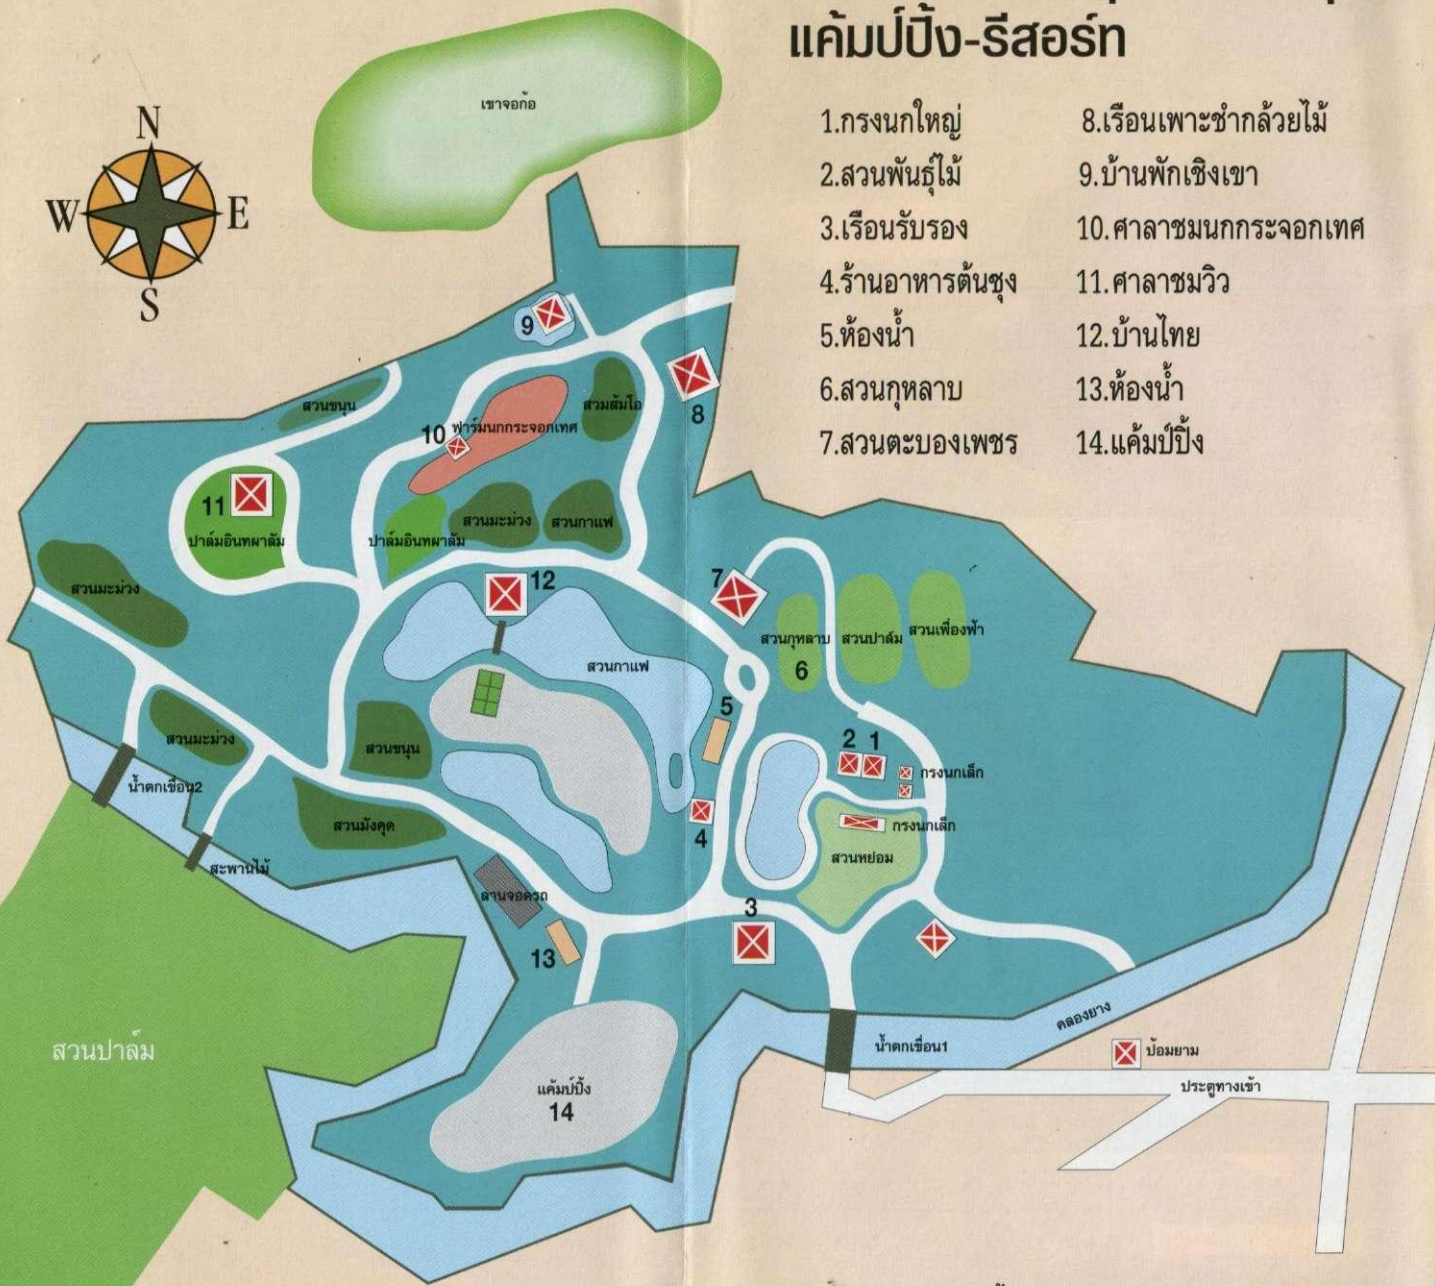 แค้มป์ปิ้ง-รีสอร์ท
1.กรงนกใหญ่
2.สวนพันธุ์ไม้
3.เรือนรับรอง
4.ร้านอาหารต้นซุง
5.ห้องน้ำ
6.สวนกุหลาบ
7.สวนตะบองเพชร
8.เรือนเพาะชำกล้วยไม้
9.บ้านพักเชิงเขา
10.ศาลาชมนกกระจอกเทศ
11.ศาลาชมวิว
12.บ้านไทย
13.ห้องน้ำ
14.แค้มป์ปิ้ง
เขาจอก้อ
N
W
E
S
9
8
สวนขนุน
สวมส้มโอ
10
ฟาร์มนกกระจอกเทศ
11
ปาล์มอินทผาลัม
ปาล์มอินทผาลัม
สวนมะม่วง
สวนกาแฟ
สวนมะม่วง
12
7
สวนกุหลาบ
6
สวนปาล์ม
สวนเฟื่องฟ้า
สวนกาแฟ
5
สวนมะม่วง
สวนขนุน
2
1
กรงนกเล็ก
น้ำตกเขื่อน2
สวนมังคุด
4
กรงนกเล็ก
สวนหย่อม
สะพานไม้
ลานจอดรถ
3
13
คลองยาง
น้ำตกเขื่อน1
ป้อมยาม
ประตูทางเข้า
สวนปาล์ม
แค้มป์ปิ้ง
14